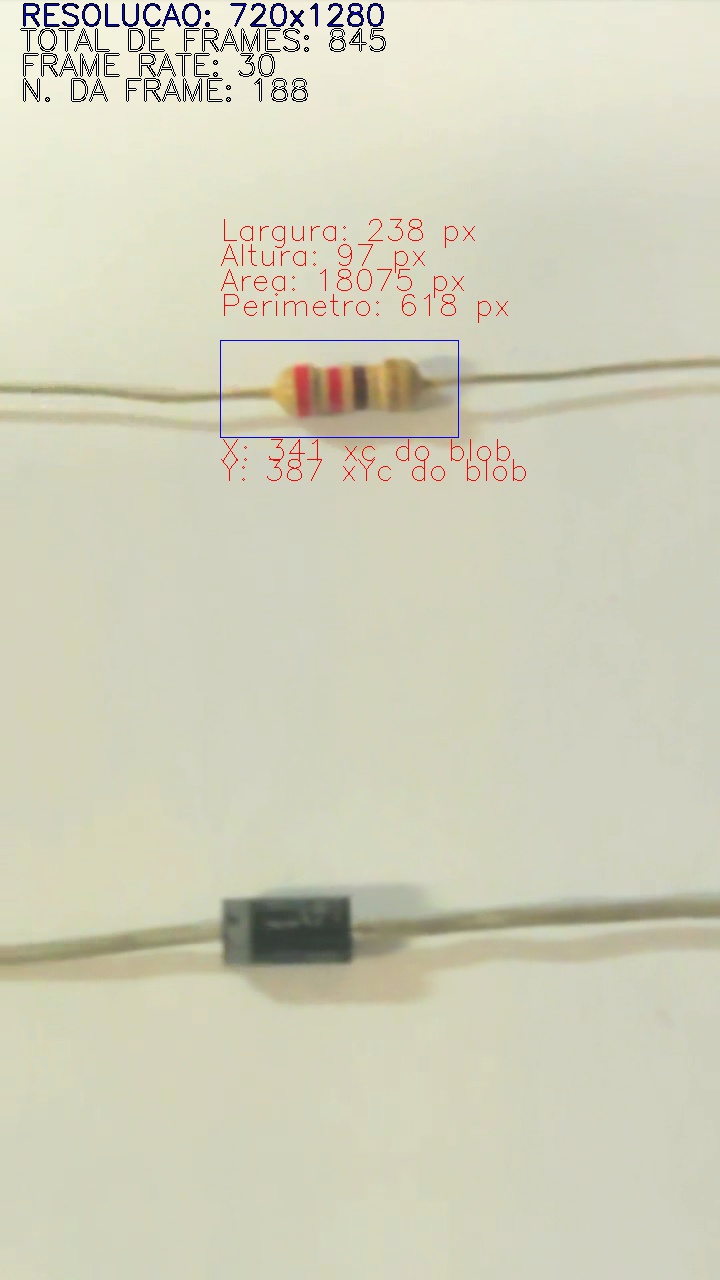 RESOLUCAO: 720x1280
TOTAL DE FRAMES: 845
FRAME RATE: 30
N. DA FRAME: 188
Largura: 238 px
Altura: 97 px
Area: 18075 px
Perimetro: 618 px
X: 341 xc do blob
Y: 387 xYc do blob